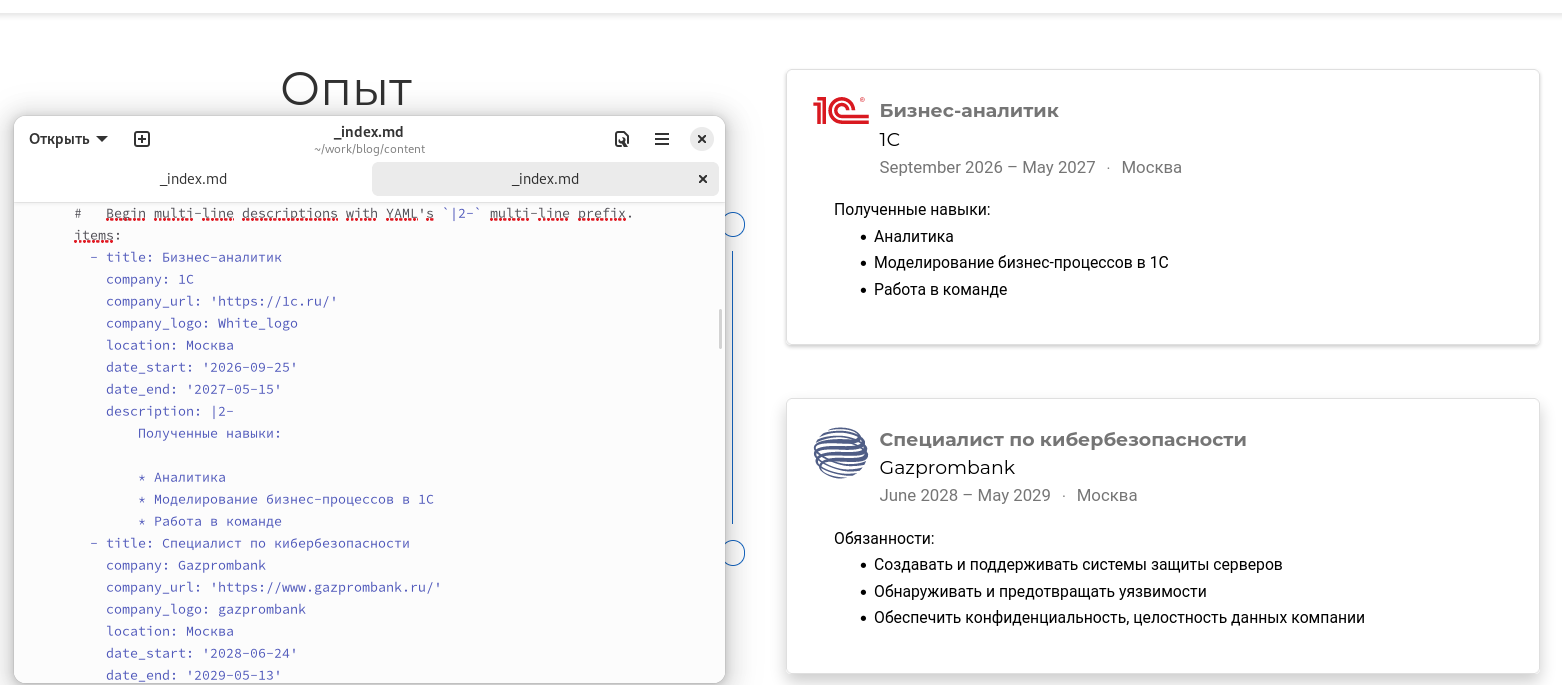 Опыт
Открыть
_index.md
~/work/blog/content
_index.md
_index.md
#   Begin multi-line descriptions with YAML's `|2-` multi-line prefix.
items:
  - title: Бизнес-аналитик
    company: 1C
    company_url: 'https://1c.ru/'
    company_logo: White_logo
    location: Москва
    date_start: '2026-09-25'
    date_end: '2027-05-15'
    description: |2-
        Полученные навыки:
        * Аналитика
        * Моделирование бизнес-процессов в 1С
        * Работа в команде
  - title: Специалист по кибербезопасности
    company: Gazprombank
    company_url: 'https://www.gazprombank.ru/'
    company_logo: gazprombank
    location: Москва
    date_start: '2028-06-24'
    date_end: '2029-05-13'
1C®
Бизнес-аналитик
1C
September 2026 – May 2027 · Москва
Полученные навыки:
• Аналитика
• Моделирование бизнес-процессов в 1С
• Работа в команде
Специалист по кибербезопасности
Gazprombank
June 2028 – May 2029 · Москва
Обязанности:
• Создавать и поддерживать системы защиты серверов
• Обнаруживать и предотвращать уязвимости
• Обеспечить конфиденциальность, целостность данных компании